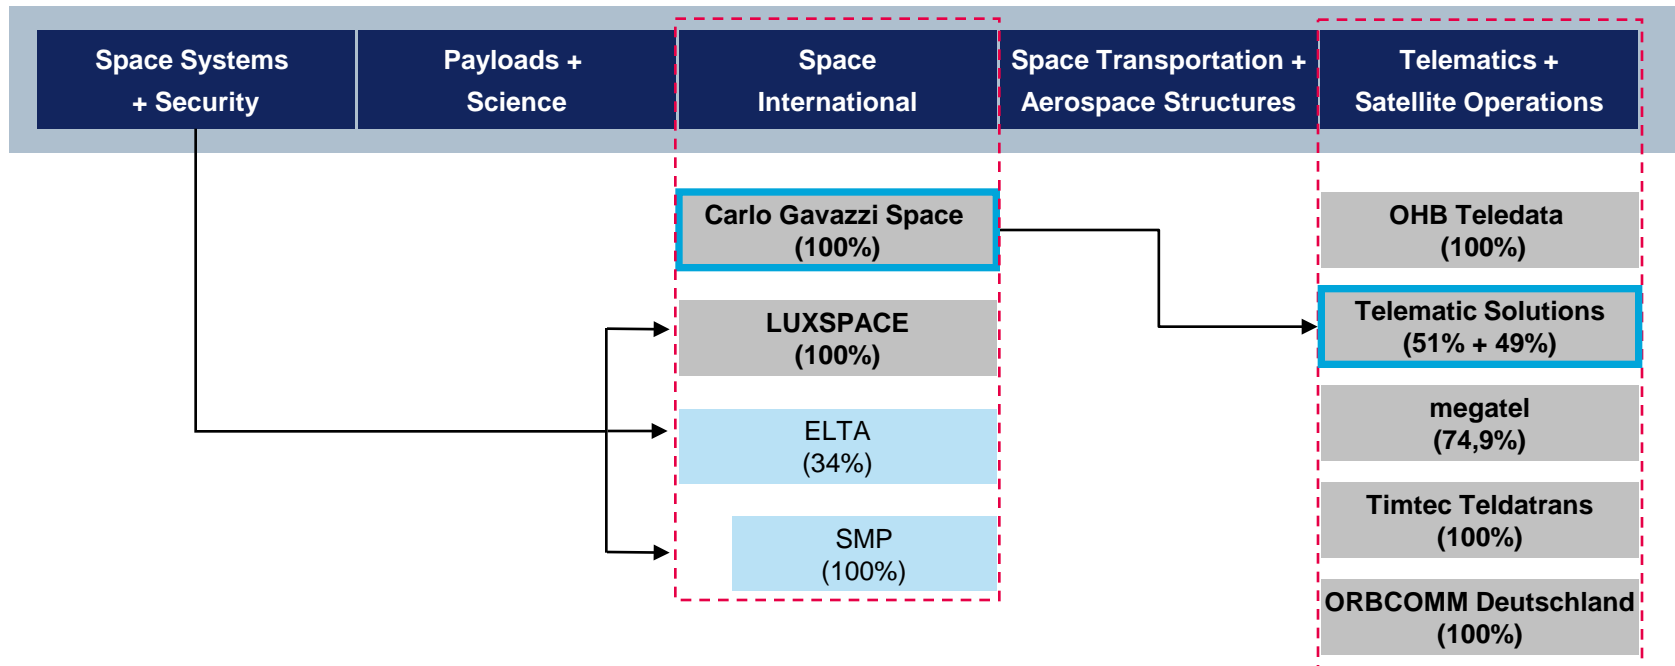 Space Systems
+ Security
Payloads +
Science
Space
International
Space Transportation +
Aerospace Structures
Telematics +
Satellite Operations
Carlo Gavazzi Space
(100%)
LUXSPACE
(100%)
ELTA
(34%)
SMP
(100%)
OHB Teledata
(100%)
Telematic Solutions
(51% + 49%)
megatel
(74,9%)
Timtec Teldatrans
(100%)
ORBCOMM Deutschland
(100%)